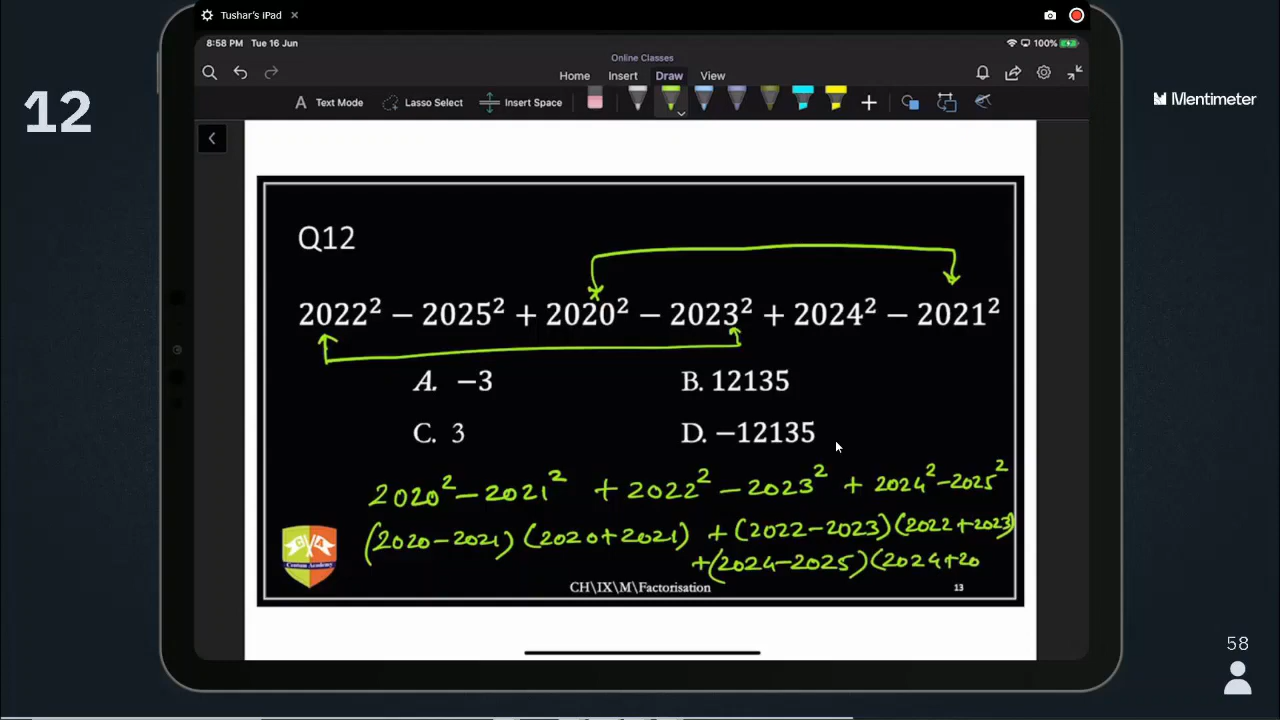 Tushar's iPad ×
8:58 PM Tue 16 Jun
100%
Online Classes
Home Insert Draw View
Text Mode Lasso Select Insert Space
12
Mentimeter
Q12
2022² − 2025² + 2020² − 2023² + 2024² − 2021²
A. −3 B. 12135
C. 3 D. −12135
2020² − 2021² + 2022² − 2023² + 2024² − 2025²
(2020 − 2021) (2020 + 2021) + (2022 − 2023) (2022 + 2023)
+ (2024 − 2025) (2024 + 20
CH\IX\M\Factorisation
13
58